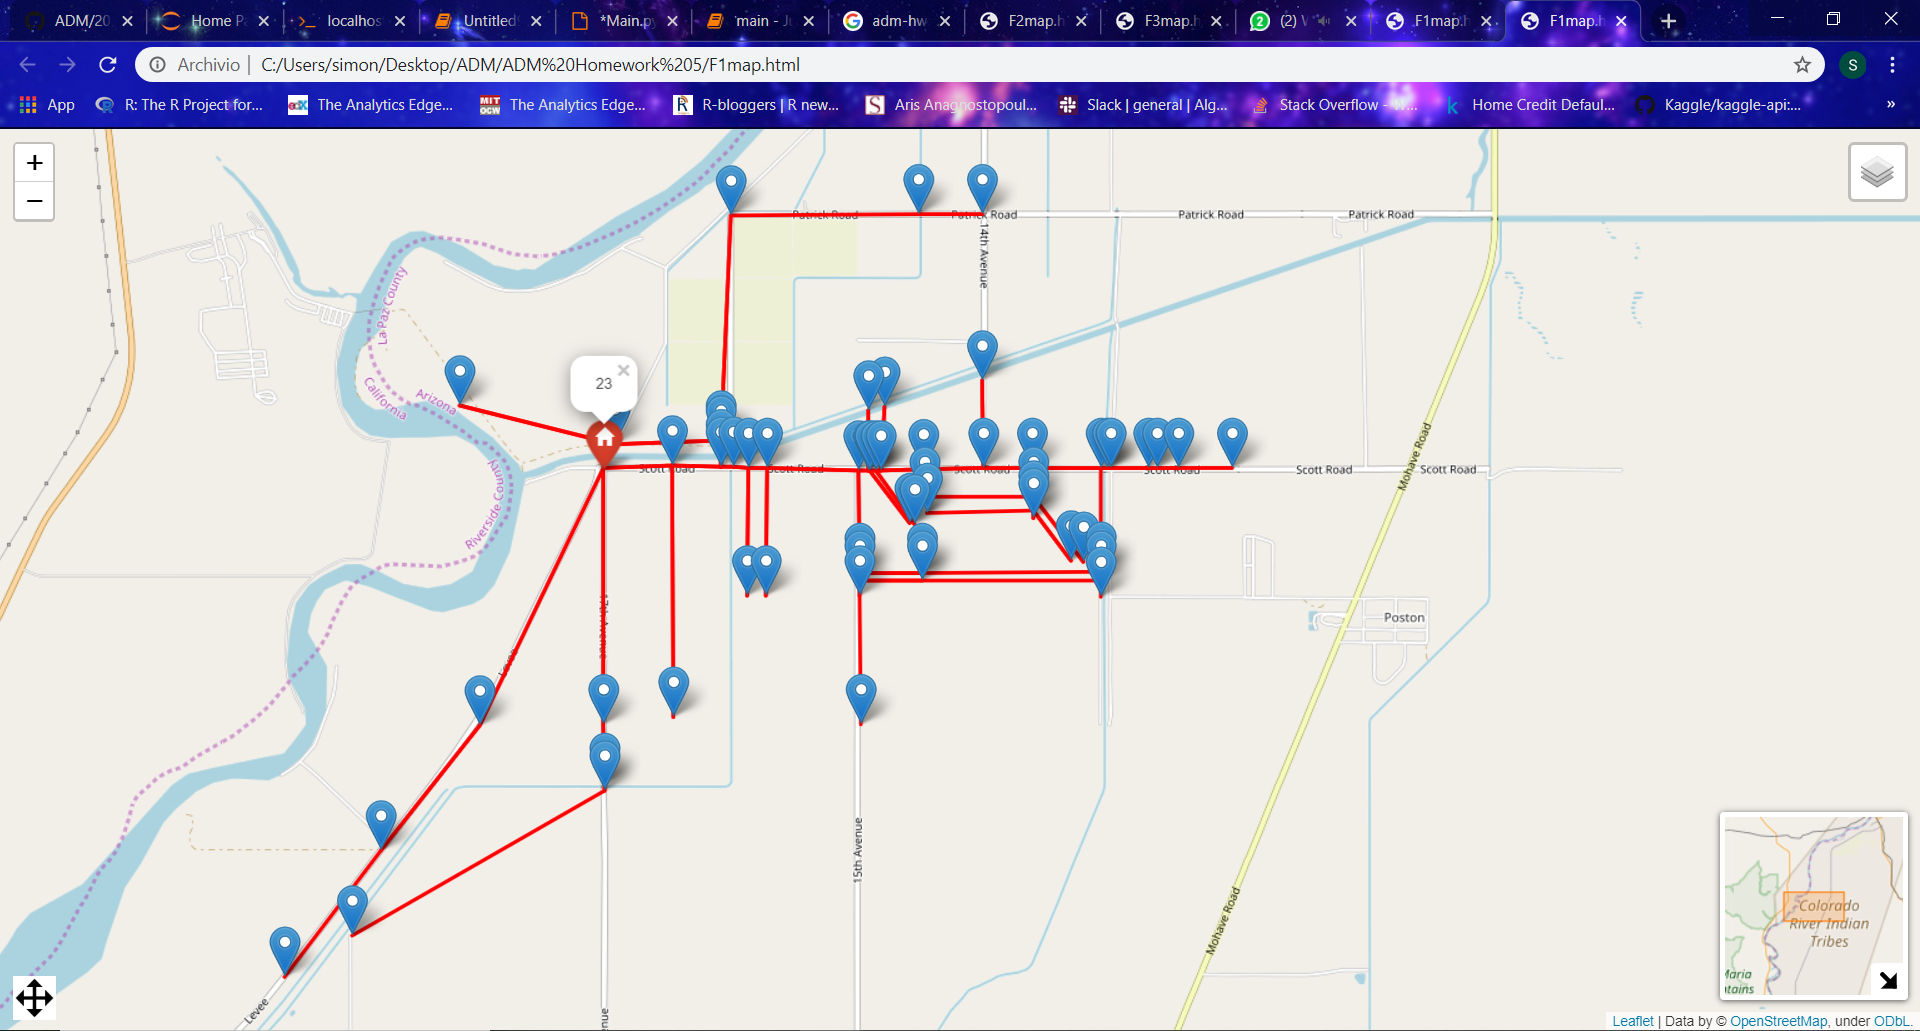 ADM/20
Home P
localhos
Untitled
*Main.p
main - J
adm-hw
F2map.h
F3map.h
(2)
F1map.h
F1map.h
Archivio | C:/Users/simon/Desktop/ADM/ADM%20Homework%205/F1map.html
S
App
R: The R Project for...
The Analytics Edge...
The Analytics Edge...
R-bloggers | R new...
Aris Anagnostopoul...
Slack | general | Alg...
Stack Overflow - W...
Home Credit Defaul...
Kaggle/kaggle-api:...
»
+
−
Patrick Road
Patrick Road
Patrick Road
Patrick Road
14th Avenue
La Paz County
California
Arizona
Riverside County
23
×
Scott Road
Scott Road
Scott Road
Scott Road
Scott Road
Scott Road
Mohave Road
17th Avenue
Levee
Poston
15th Avenue
Mohave Road
Levee
nue
Colorado
River Indian
Tribes
Maria
ntains
Leaflet | Data by © OpenStreetMap, under ODbL.